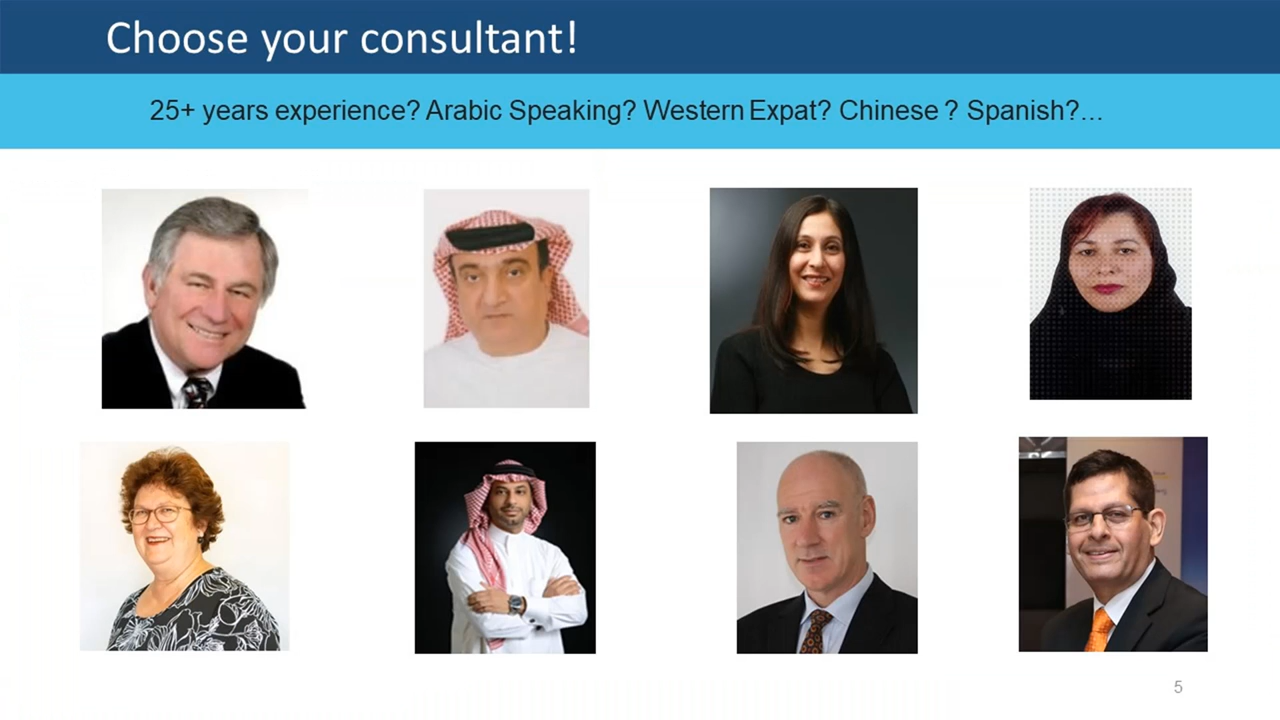 Choose your consultant!
25+ years experience? Arabic Speaking? Western Expat? Chinese ? Spanish?...
5